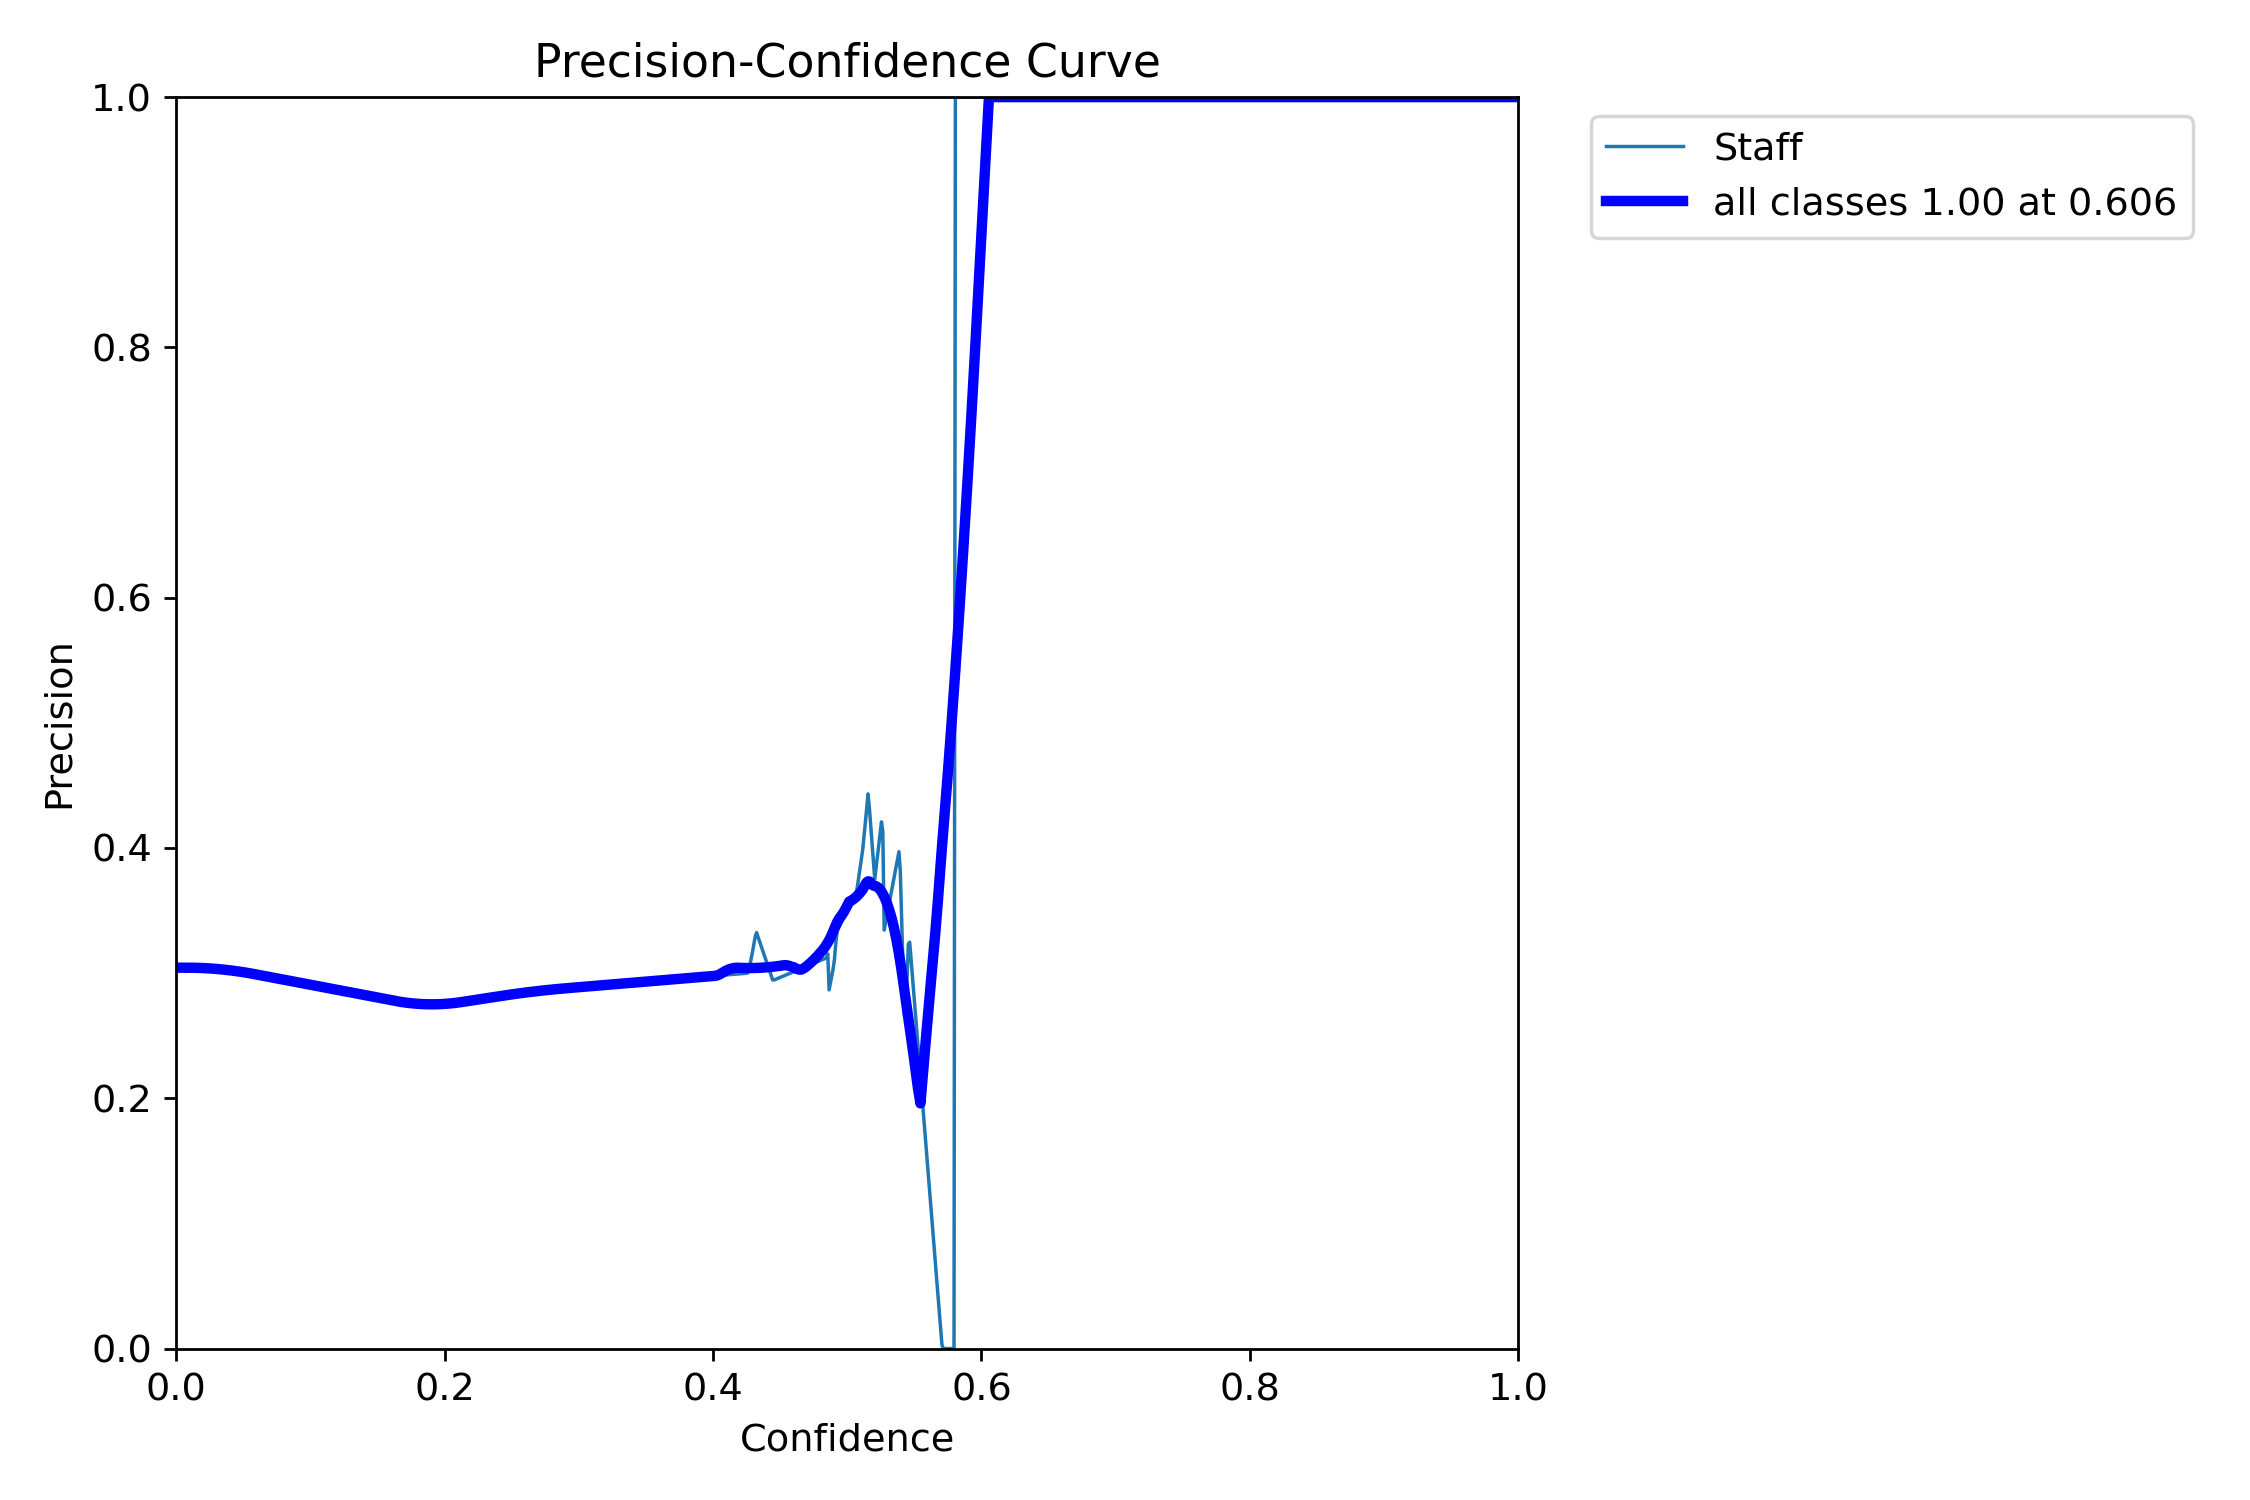 Precision-Confidence Curve
1.0
0.8
0.6
0.4
0.2
0.0
Precision
0.0 0.2 0.4 0.6 0.8 1.0
Confidence
Staff
all classes 1.00 at 0.606